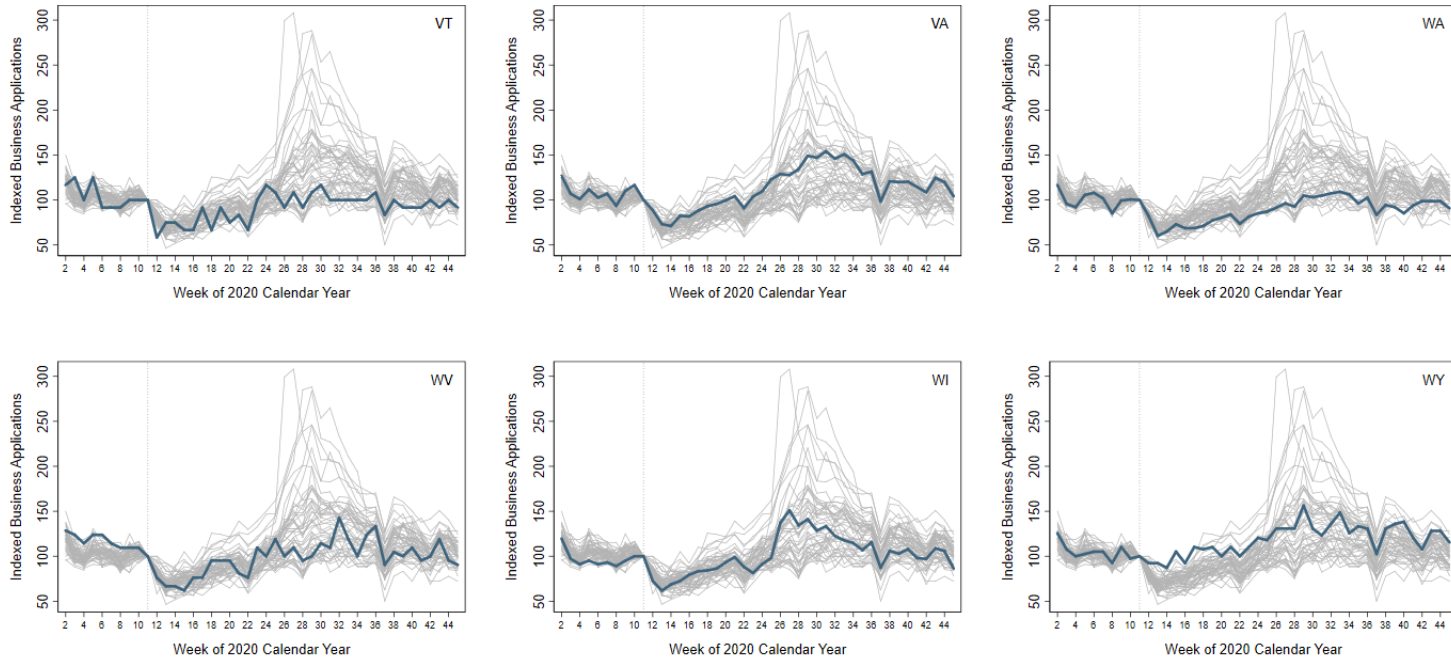 VT
300
250
200
150
100
50
Indexed Business Applications
2 4 6 8 10 12 14 16 18 20 22 24 26 28 30 32 34 36 38 40 42 44
Week of 2020 Calendar Year
VA
300
250
200
150
100
50
Indexed Business Applications
2 4 6 8 10 12 14 16 18 20 22 24 26 28 30 32 34 36 38 40 42 44
Week of 2020 Calendar Year
WA
300
250
200
150
100
50
Indexed Business Applications
2 4 6 8 10 12 14 16 18 20 22 24 26 28 30 32 34 36 38 40 42 44
Week of 2020 Calendar Year
WV
300
250
200
150
100
50
Indexed Business Applications
2 4 6 8 10 12 14 16 18 20 22 24 26 28 30 32 34 36 38 40 42 44
Week of 2020 Calendar Year
WI
300
250
200
150
100
50
Indexed Business Applications
2 4 6 8 10 12 14 16 18 20 22 24 26 28 30 32 34 36 38 40 42 44
Week of 2020 Calendar Year
WY
300
250
200
150
100
50
Indexed Business Applications
2 4 6 8 10 12 14 16 18 20 22 24 26 28 30 32 34 36 38 40 42 44
Week of 2020 Calendar Year